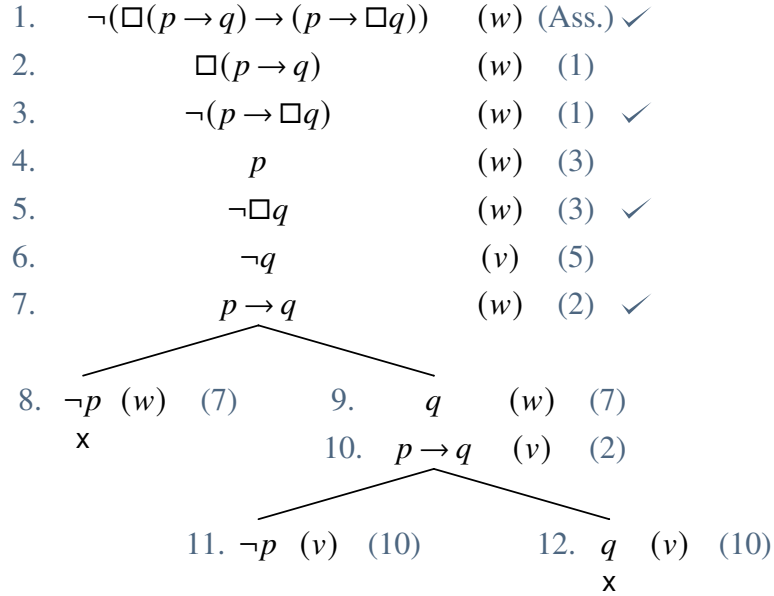 1. ¬(□(p → q) → (p → □q)) (w) (Ass.) ✓
2. □(p → q) (w) (1)
3. ¬(p → □q) (w) (1) ✓
4. p (w) (3)
5. ¬□q (w) (3) ✓
6. ¬q (v) (5)
7. p → q (w) (2) ✓
8. ¬p (w) (7) 9. q (w) (7)
x 10. p → q (v) (2)
11. ¬p (v) (10) 12. q (v) (10)
x